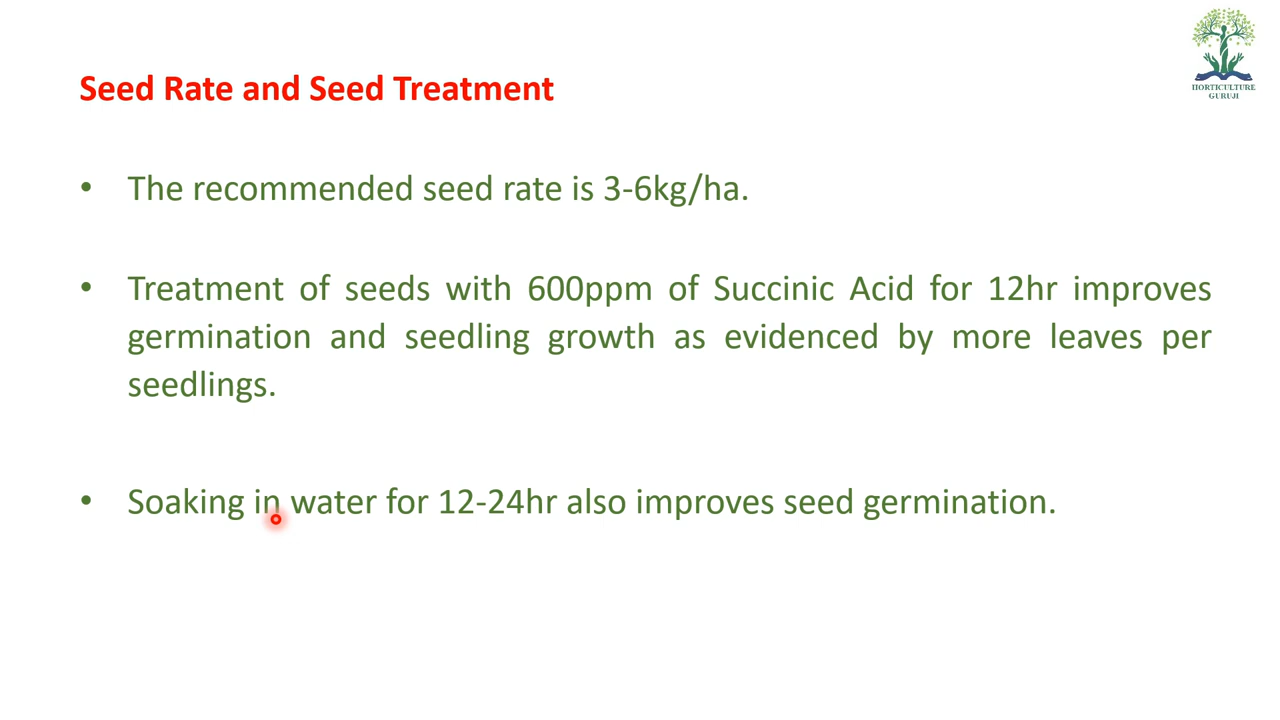 HORTICULTURE
GURUJI
Seed Rate and Seed Treatment
• The recommended seed rate is 3-6kg/ha.
• Treatment of seeds with 600ppm of Succinic Acid for 12hr improves
germination and seedling growth as evidenced by more leaves per
seedlings.
• Soaking in water for 12-24hr also improves seed germination.